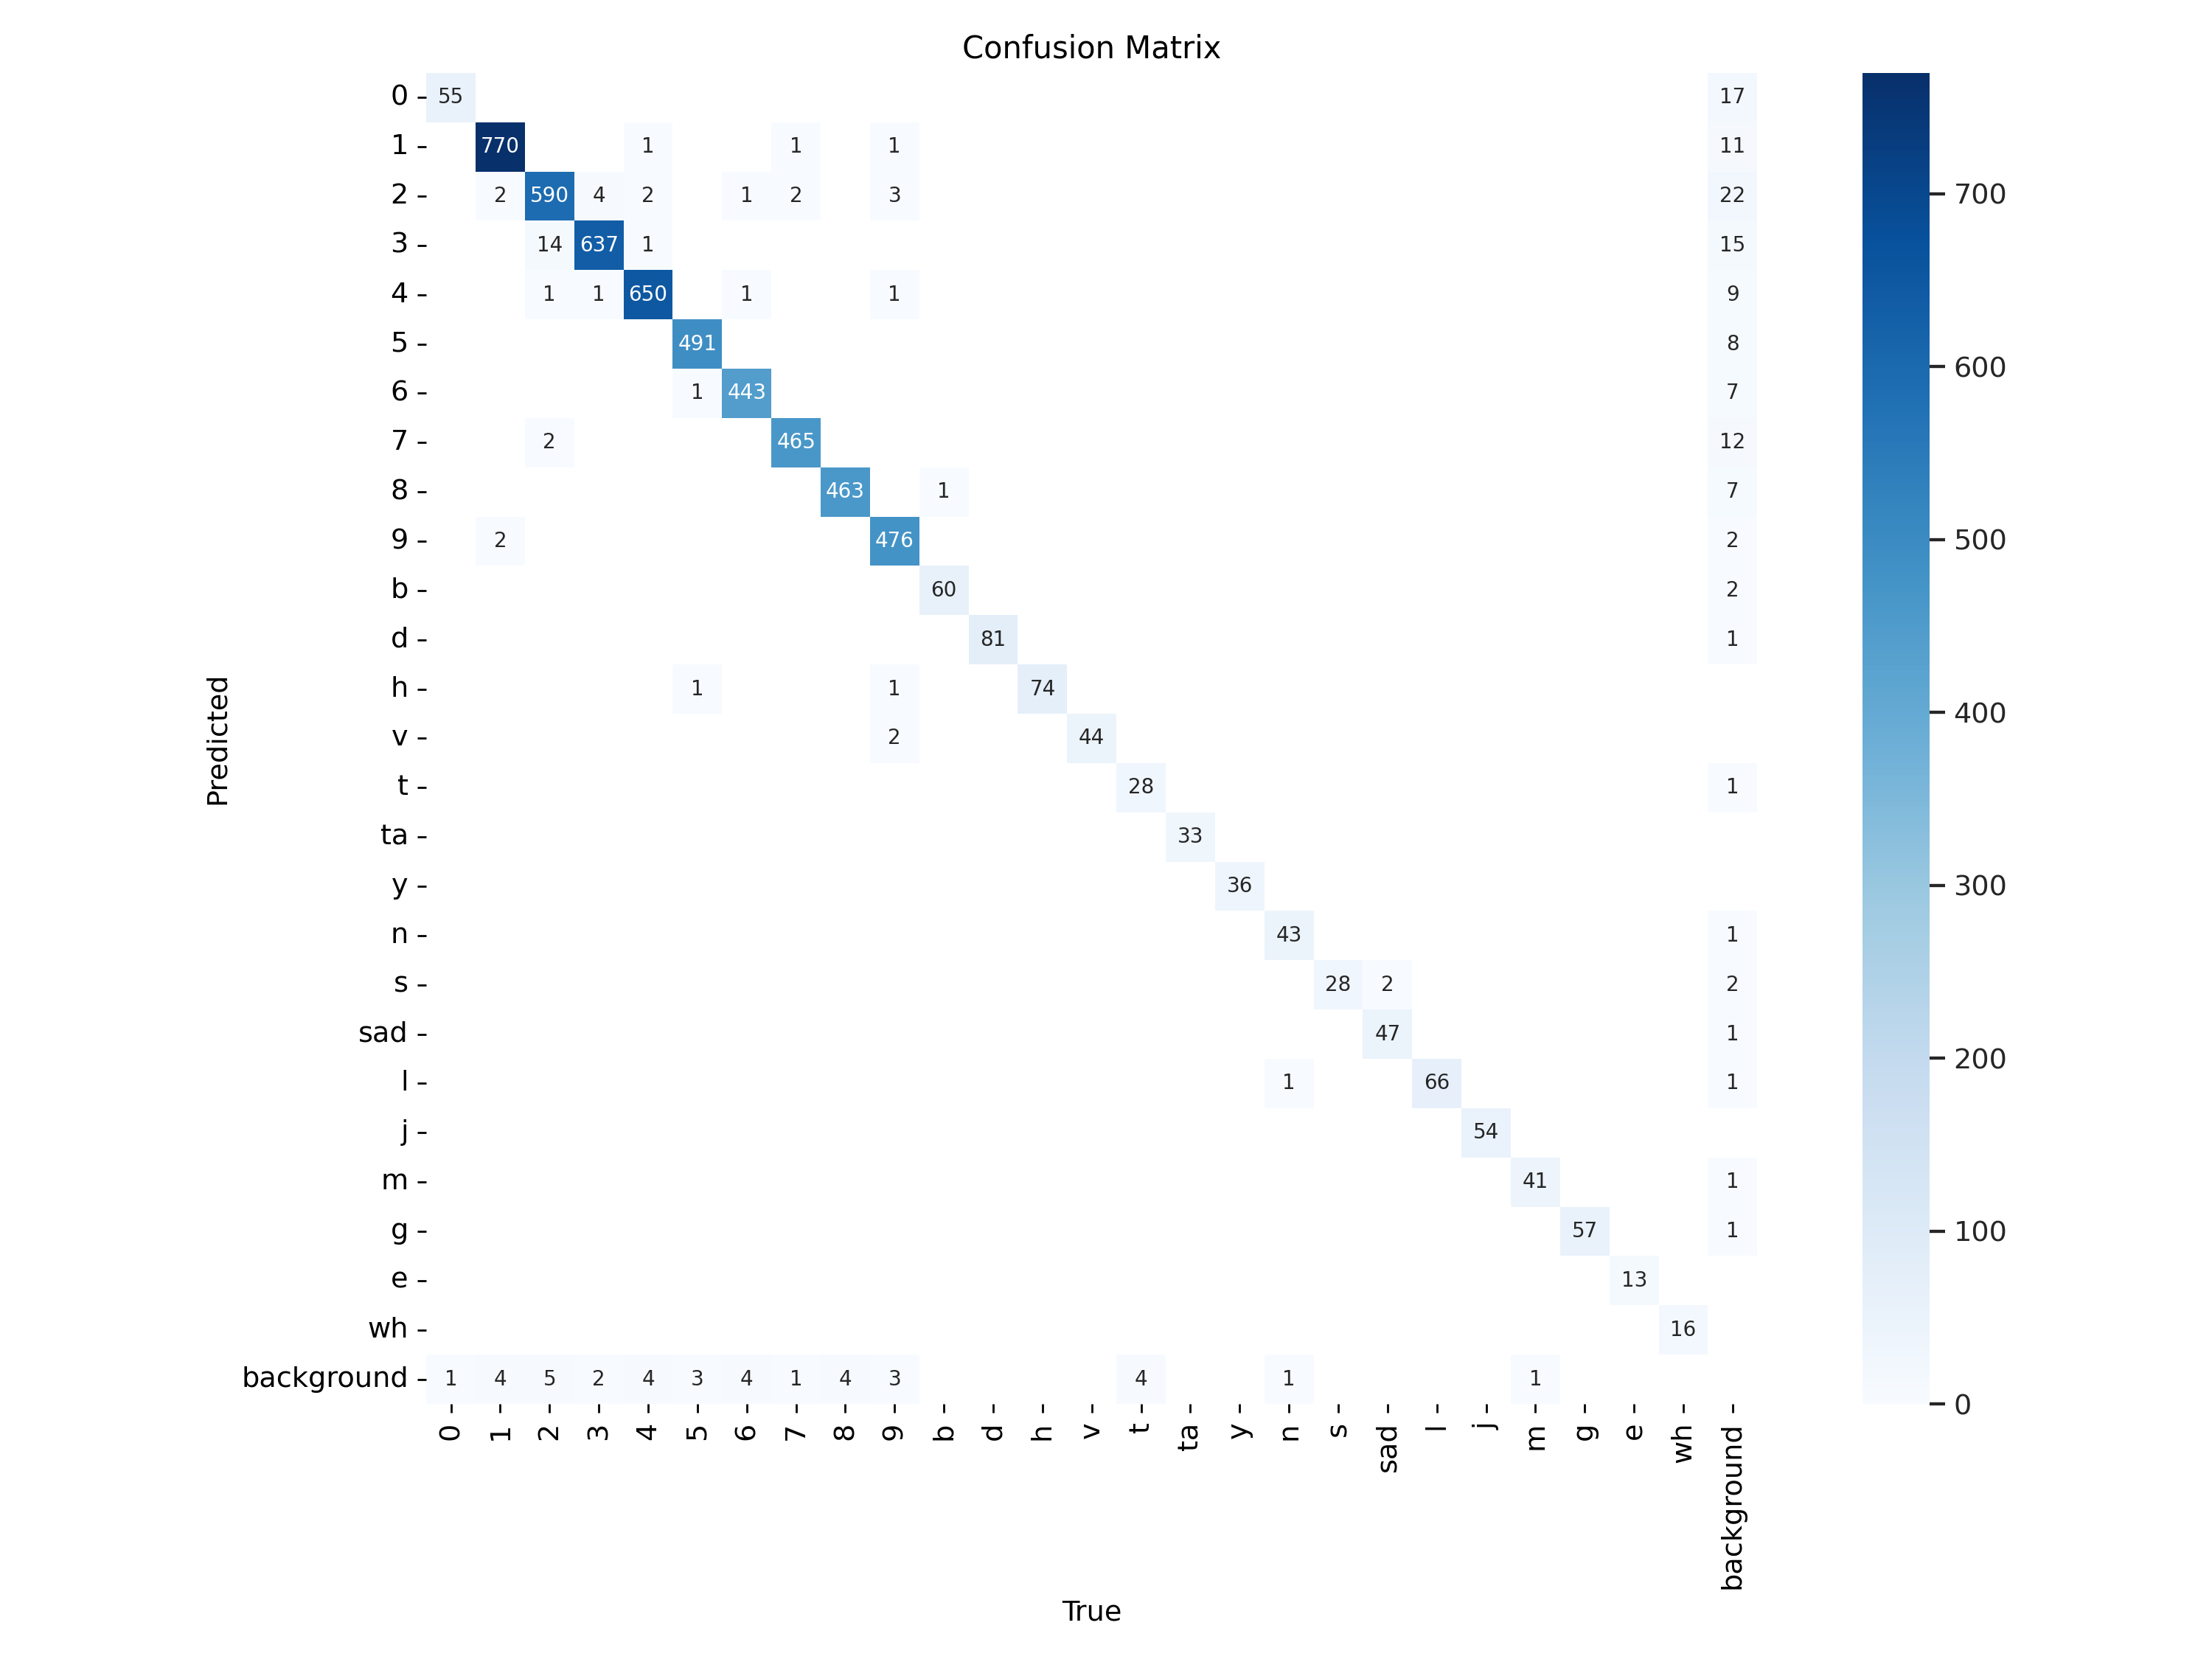 Confusion Matrix
0 55 17
1 770 1 1 1 11
2 2 590 4 2 1 2 3 22
3 14 637 1 15
4 1 1 650 1 1 9
5 491 8
6 1 443 7
7 2 465 12
8 463 1 7
9 2 476 2
b 60 2
d 81 1
h 1 1 74
v 2 44
t 28 1
ta 33
y 36
n 43 1
s 28 2 2
sad 47 1
l 1 66 1
j 54
m 41 1
g 57 1
e 13
wh 16
background 1 4 5 2 4 3 4 1 4 3 4 1 1
0 1 2 3 4 5 6 7 8 9 b d h v t ta y n s sad l j m g e wh background
True
Predicted
700
600
500
400
300
200
100
0